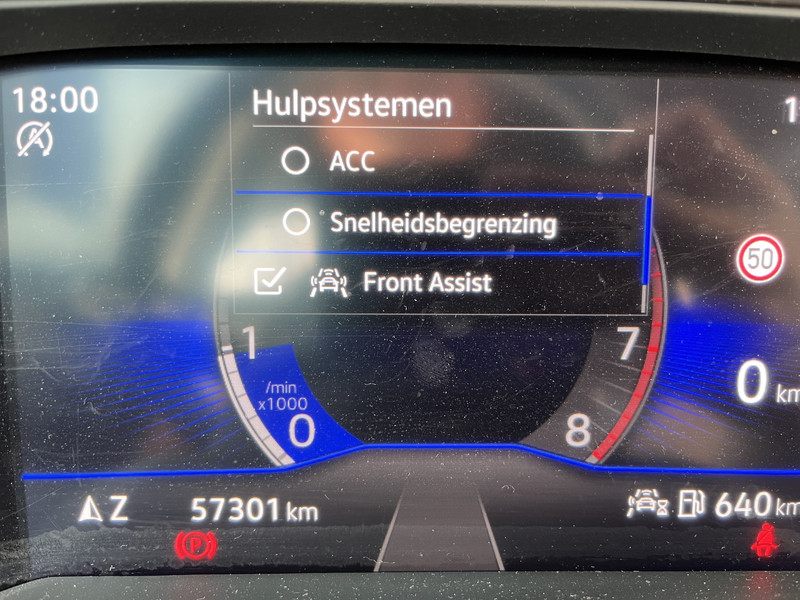 18:00
Hulpsystemen
ACC
Snelheidsbegrenzing
Front Assist
50
1
7
/min
x1000
0
8
0 km
Z
57301 km
640 km
P